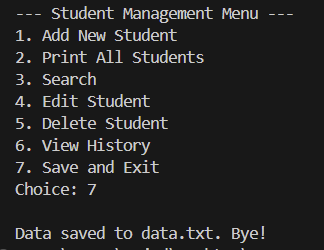 --- Student Management Menu ---
1. Add New Student
2. Print All Students
3. Search
4. Edit Student
5. Delete Student
6. View History
7. Save and Exit
Choice: 7
Data saved to data.txt. Bye!